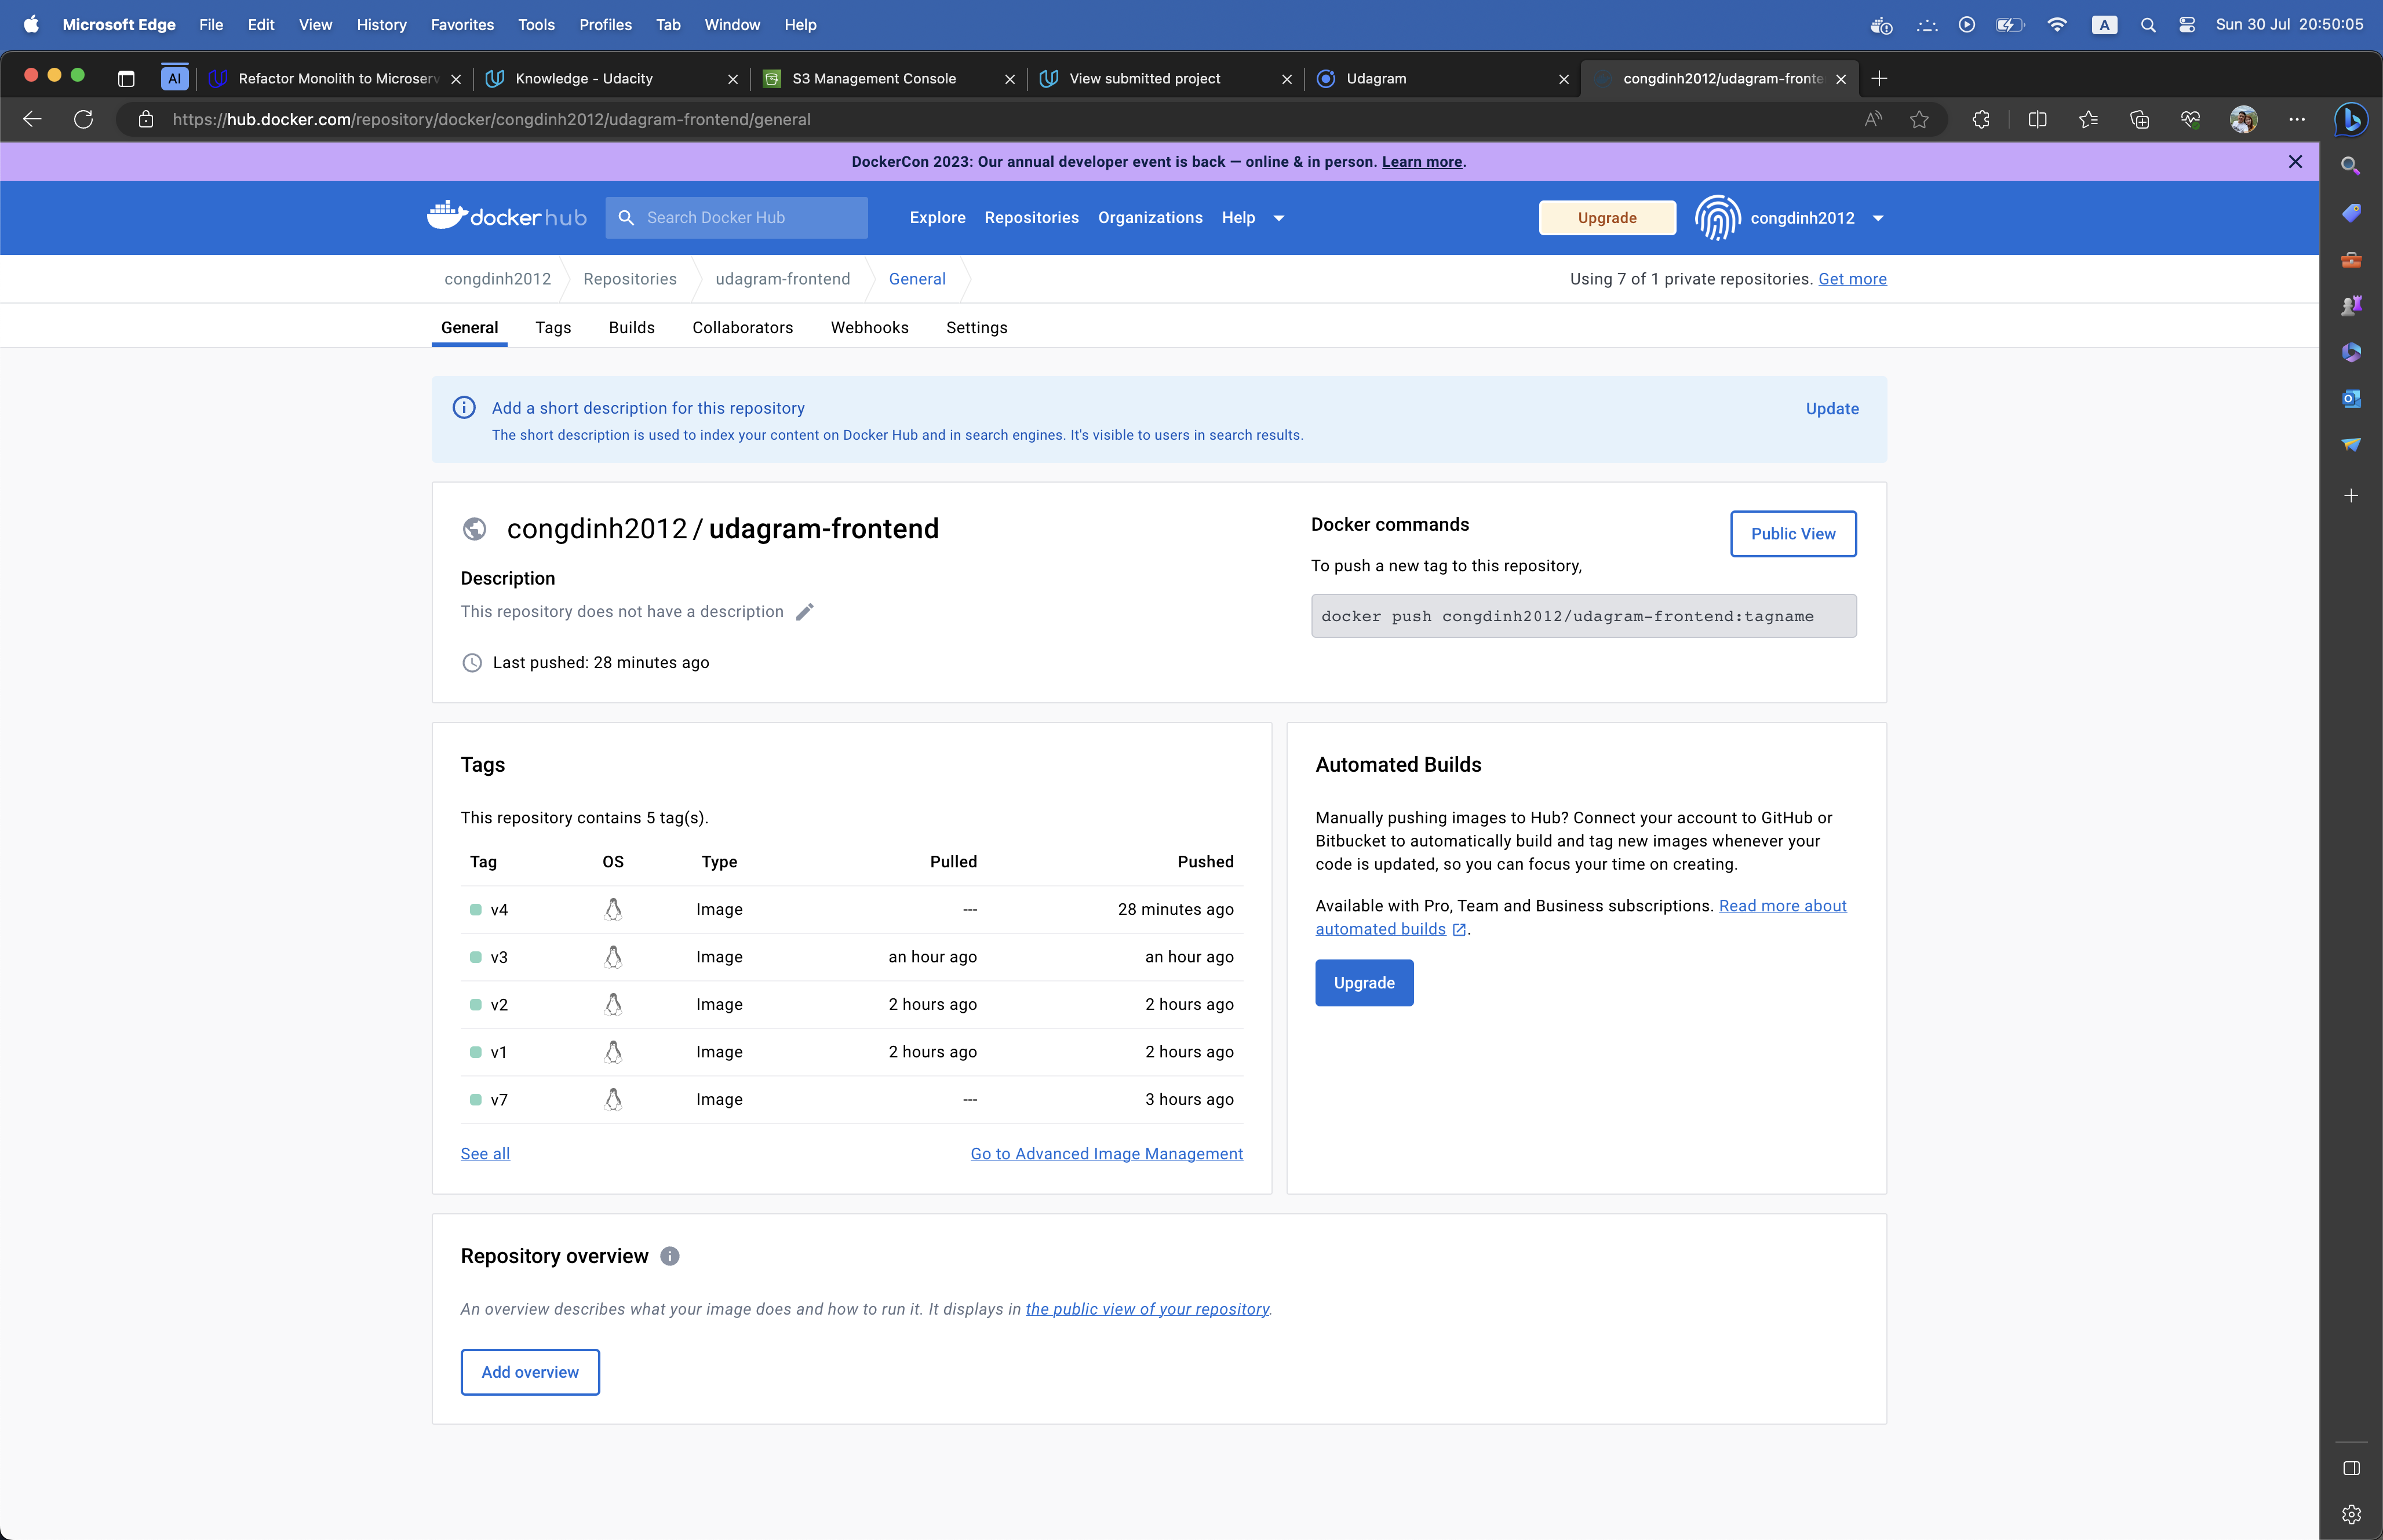 Microsoft Edge File Edit View History Favorites Tools Profiles Tab Window Help
A Sun 30 Jul 20:50:05
AI Refactor Monolith to Microserv Knowledge - Udacity S3 Management Console View submitted project Udagram congdinh2012/udagram-fronte
https://hub.docker.com/repository/docker/congdinh2012/udagram-frontend/general
DockerCon 2023: Our annual developer event is back — online & in person. Learn more.
dockerhub Search Docker Hub Explore Repositories Organizations Help Upgrade congdinh2012
congdinh2012 Repositories udagram-frontend General Using 7 of 1 private repositories. Get more
General Tags Builds Collaborators Webhooks Settings
Add a short description for this repository Update
The short description is used to index your content on Docker Hub and in search engines. It's visible to users in search results.
congdinh2012 / udagram-frontend
Description
This repository does not have a description
Last pushed: 28 minutes ago
Docker commands
Public View
To push a new tag to this repository,
docker push congdinh2012/udagram-frontend:tagname
Tags
This repository contains 5 tag(s).
Tag OS Type Pulled Pushed
v4 Image --- 28 minutes ago
v3 Image an hour ago an hour ago
v2 Image 2 hours ago 2 hours ago
v1 Image 2 hours ago 2 hours ago
v7 Image --- 3 hours ago
See all Go to Advanced Image Management
Automated Builds
Manually pushing images to Hub? Connect your account to GitHub or
Bitbucket to automatically build and tag new images whenever your
code is updated, so you can focus your time on creating.
Available with Pro, Team and Business subscriptions. Read more about
automated builds .
Upgrade
Repository overview
An overview describes what your image does and how to run it. It displays in the public view of your repository.
Add overview